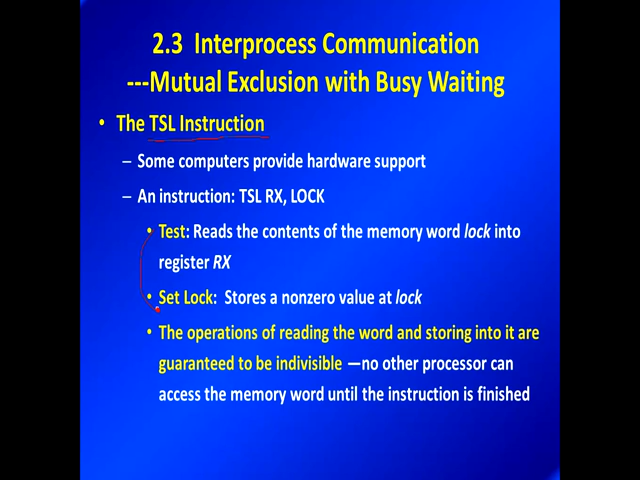 2.3 Interprocess Communication
---Mutual Exclusion with Busy Waiting
• The TSL Instruction
– Some computers provide hardware support
– An instruction: TSL RX, LOCK
• Test: Reads the contents of the memory word lock into
register RX
• Set Lock: Stores a nonzero value at lock
• The operations of reading the word and storing into it are
guaranteed to be indivisible —no other processor can
access the memory word until the instruction is finished